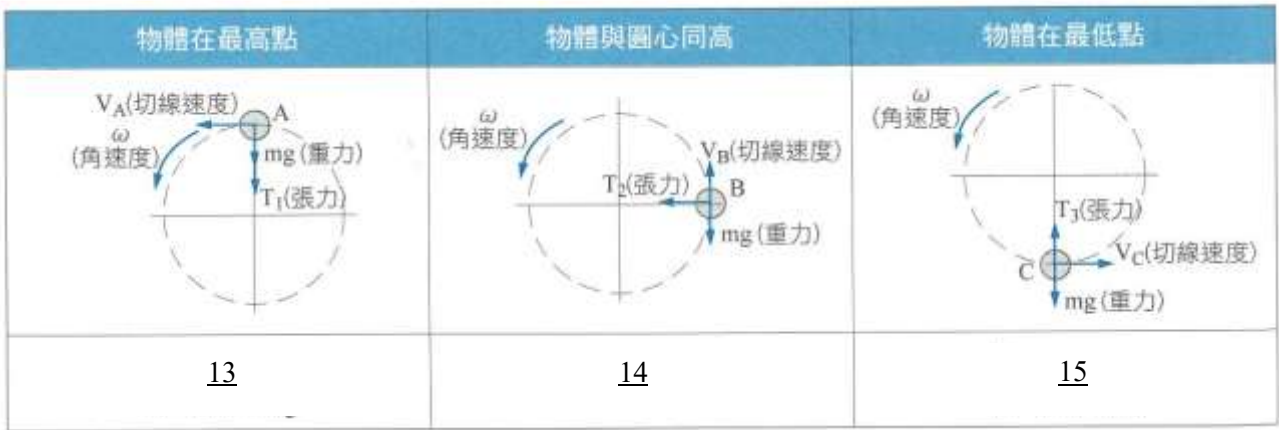 物體在最高點
物體與圓心同高
物體在最低點
V_A(切線速度)
A
ω
(角速度)
mg(重力)
T_1(張力)
ω
(角速度)
V_B(切線速度)
T_2(張力)
B
mg(重力)
ω
(角速度)
T_3(張力)
C
V_C(切線速度)
mg(重力)
13
14
15